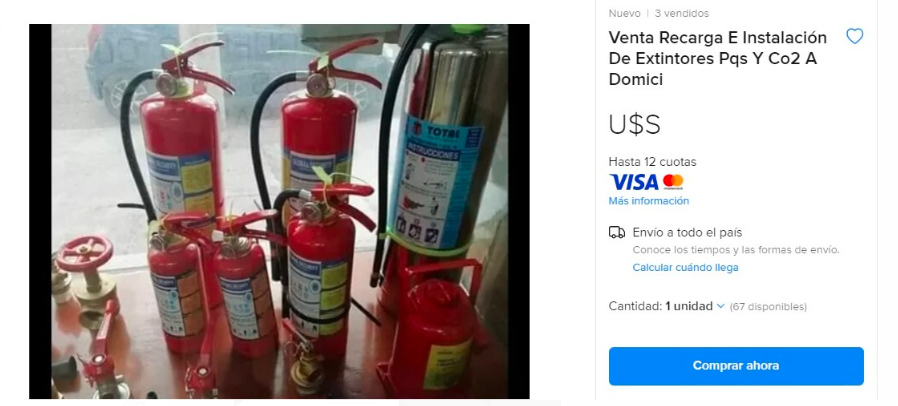 Nuevo | 3 vendidos
Venta Recarga E Instalación
De Extintores Pqs Y Co2 A
Domici
U$S
Hasta 12 cuotas
VISA
Más información
Envío a todo el país
Conoce los tiempos y las formas de envío.
Calcular cuándo llega
Cantidad: 1 unidad (67 disponibles)
Comprar ahora
TOTAL
INSTRUCCIONES